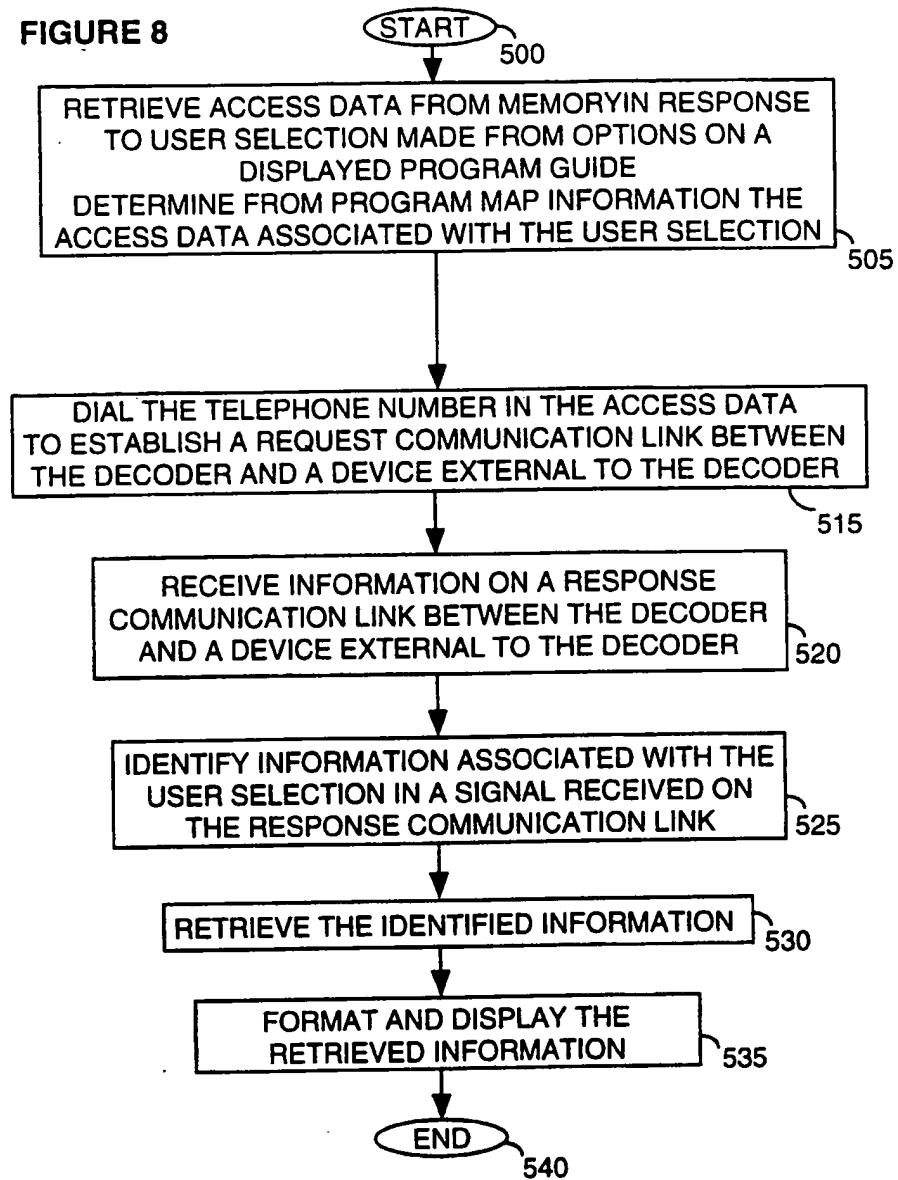 FIGURE 8
START
500
RETRIEVE ACCESS DATA FROM MEMORYIN RESPONSE
TO USER SELECTION MADE FROM OPTIONS ON A
DISPLAYED PROGRAM GUIDE
DETERMINE FROM PROGRAM MAP INFORMATION THE
ACCESS DATA ASSOCIATED WITH THE USER SELECTION
505
DIAL THE TELEPHONE NUMBER IN THE ACCESS DATA
TO ESTABLISH A REQUEST COMMUNICATION LINK BETWEEN
THE DECODER AND A DEVICE EXTERNAL TO THE DECODER
515
RECEIVE INFORMATION ON A RESPONSE
COMMUNICATION LINK BETWEEN THE DECODER
AND A DEVICE EXTERNAL TO THE DECODER
520
IDENTIFY INFORMATION ASSOCIATED WITH THE
USER SELECTION IN A SIGNAL RECEIVED ON
THE RESPONSE COMMUNICATION LINK
525
RETRIEVE THE IDENTIFIED INFORMATION
530
FORMAT AND DISPLAY THE
RETRIEVED INFORMATION
535
END
540